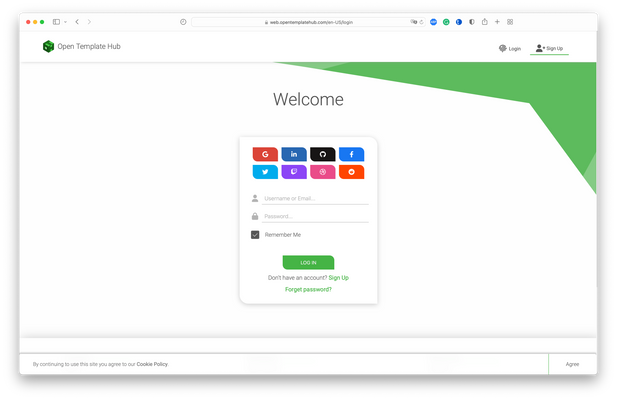 web.opentemplatehub.com/en-US/login
Open Template Hub
Login
Sign Up
Welcome
Username or Email...
Password...
Remember Me
LOG IN
Don't have an account? Sign Up
Forget password?
By continuing to use this site you agree to our Cookie Policy.
Agree